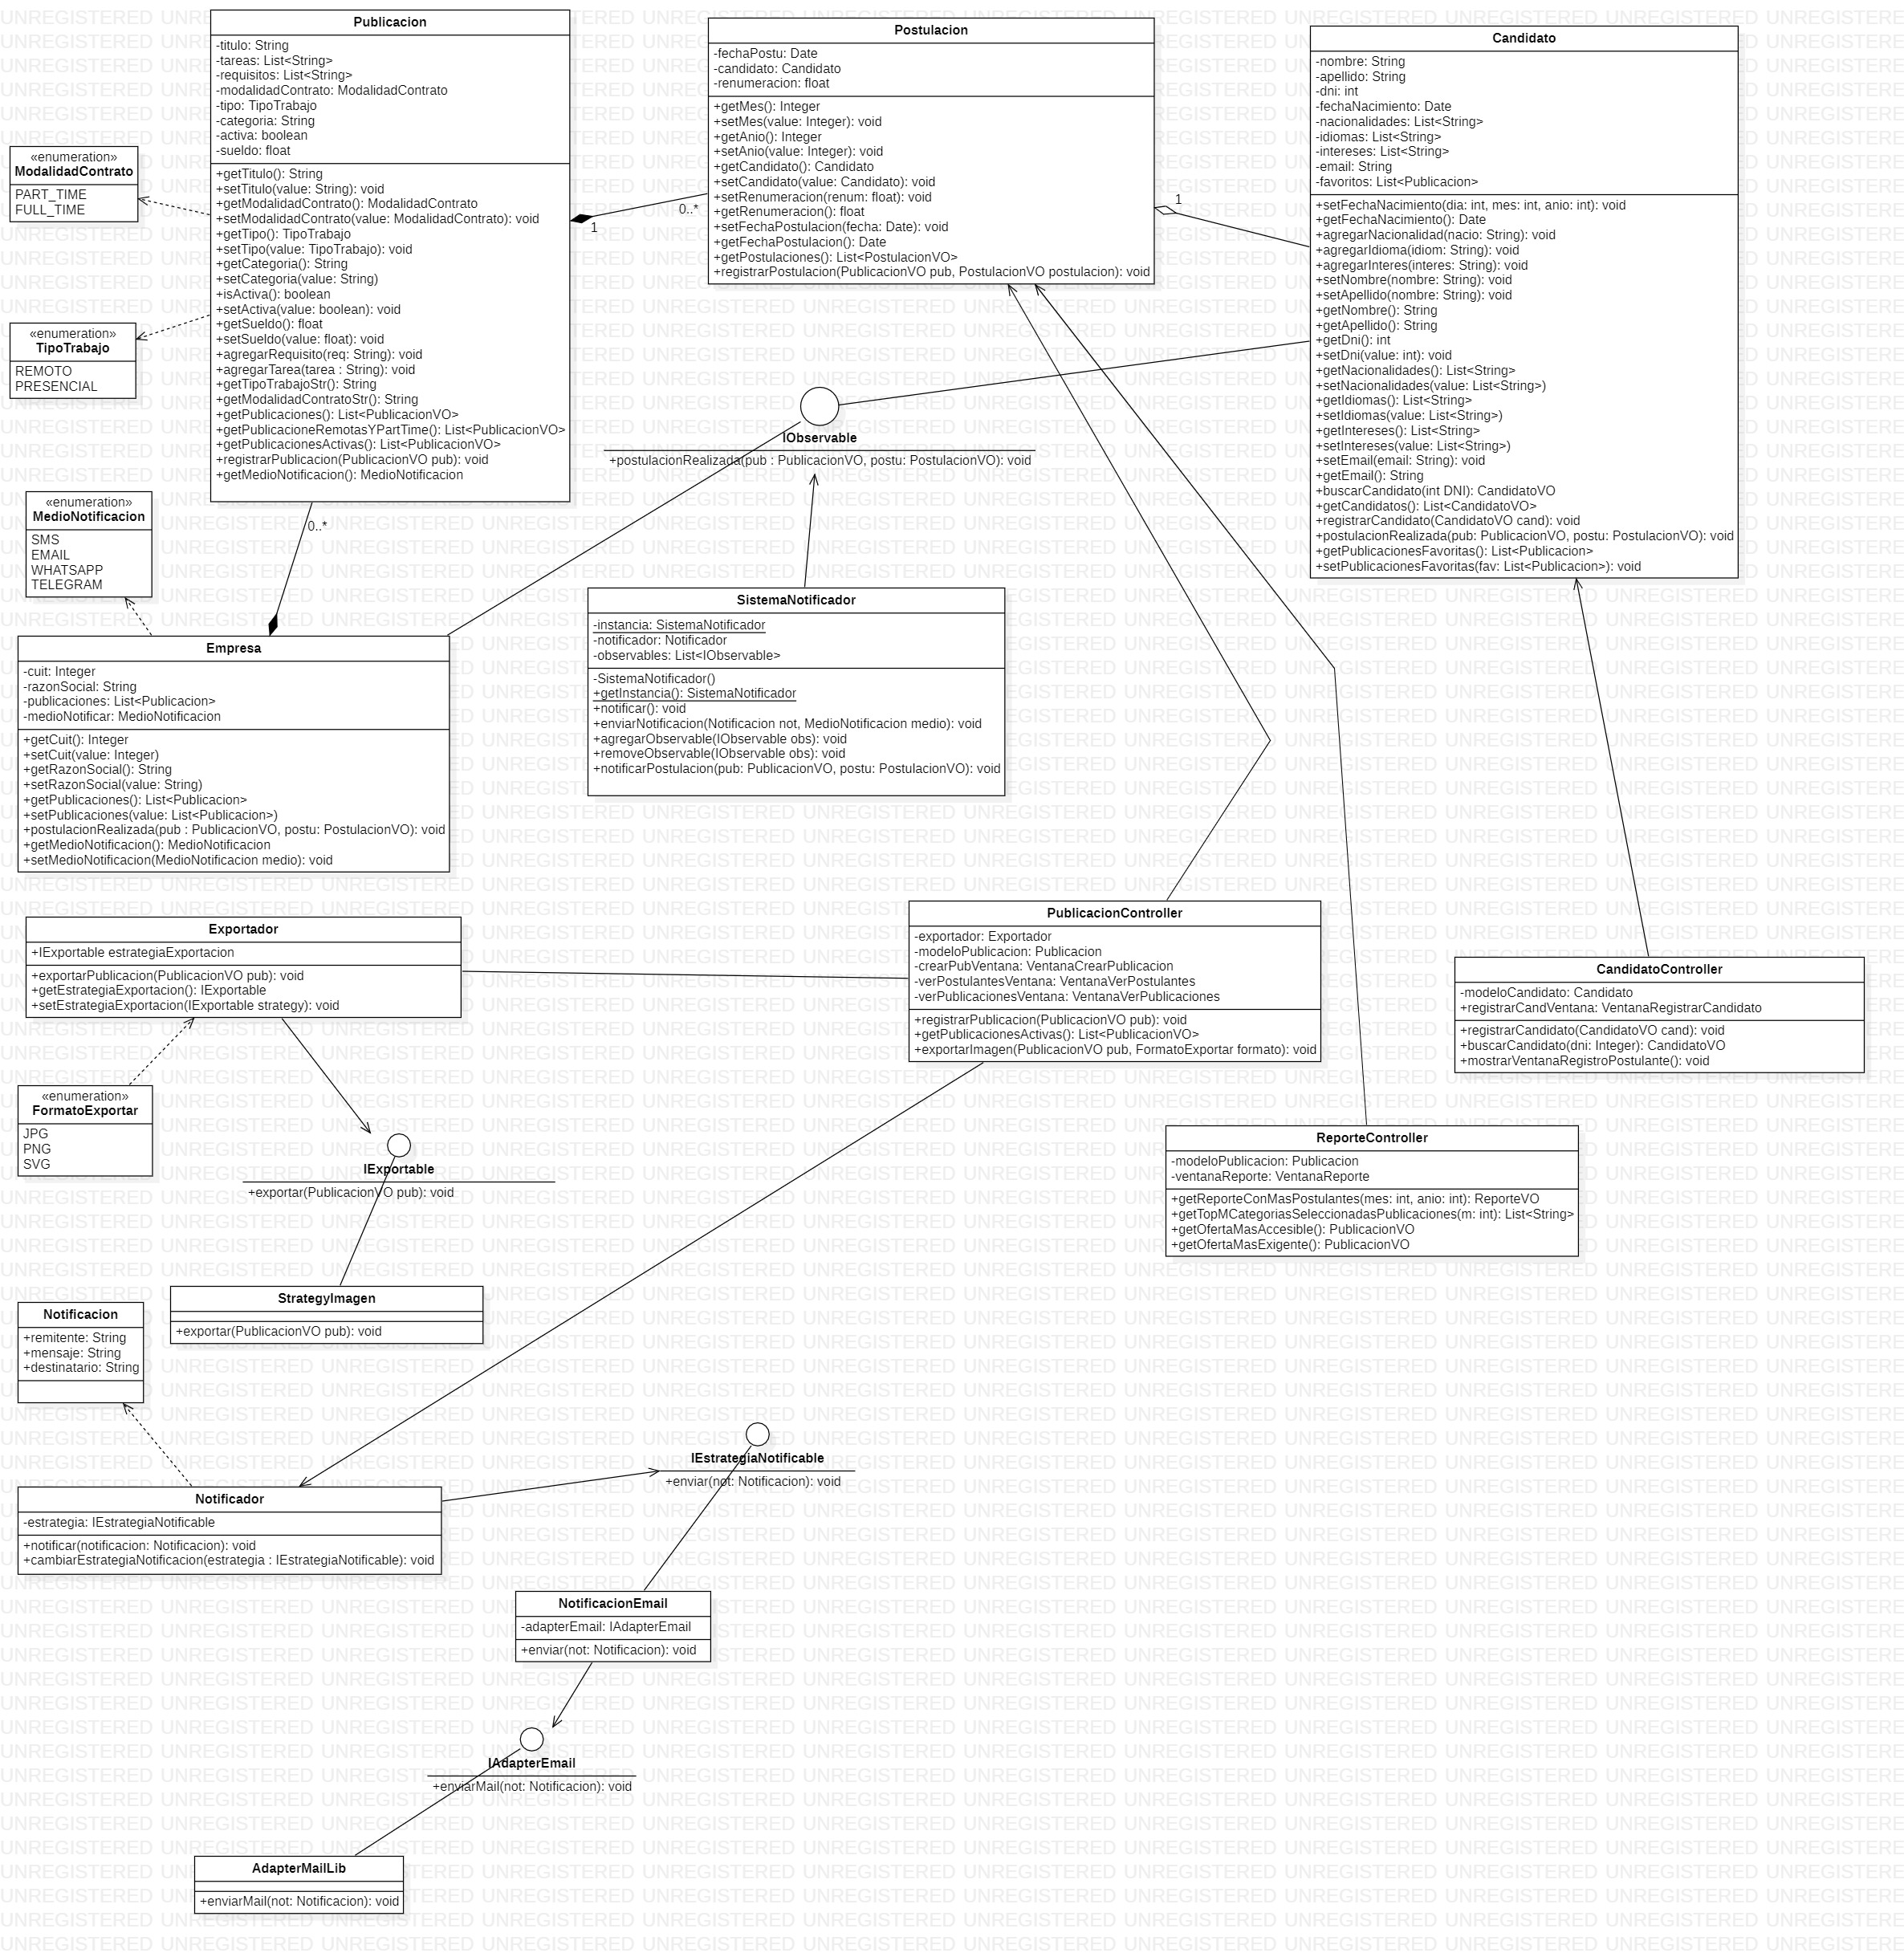 Publicacion
-titulo: String
-tareas: List<String>
-requisitos: List<String>
-modalidadContrato: ModalidadContrato
-tipo: TipoTrabajo
-categoria: String
-activa: boolean
-sueldo: float
+getTitulo(): String
+setTitulo(value: String): void
+getModalidadContrato(): ModalidadContrato
+setModalidadContrato(value: ModalidadContrato): void
+getTipo(): TipoTrabajo
+setTipo(value: TipoTrabajo): void
+getCategoria(): String
+setCategoria(value: String)
+isActiva(): boolean
+setActiva(value: boolean): void
+getSueldo(): float
+setSueldo(value: float): void
+agregarRequisito(req: String): void
+agregarTarea(tarea : String): void
+getTipoTrabajoStr(): String
+getModalidadContratoStr(): String
+getPublicaciones(): List<PublicacionVO>
+getPublicacioneRemotasYPartTime(): List<PublicacionVO>
+getPublicacionesActivas(): List<PublicacionVO>
+registrarPublicacion(PublicacionVO pub): void
+getMedioNotificacion(): MedioNotificacion
Postulacion
-fechaPostu: Date
-candidato: Candidato
-renumeracion: float
+getMes(): Integer
+setMes(value: Integer): void
+getAnio(): Integer
+setAnio(value: Integer): void
+getCandidato(): Candidato
+setCandidato(value: Candidato): void
+setRenumeracion(renum: float): void
+getRenumeracion(): float
+setFechaPostulacion(fecha: Date): void
+getFechaPostulacion(): Date
+getPostulaciones(): List<PostulacionVO>
+registrarPostulacion(PublicacionVO pub, PostulacionVO postulacion): void
Candidato
-nombre: String
-apellido: String
-dni: int
-fechaNacimiento: Date
-nacionalidades: List<String>
-idiomas: List<String>
-intereses: List<String>
-email: String
-favoritos: List<Publicacion>
+setFechaNacimiento(dia: int, mes: int, anio: int): void
+getFechaNacimiento(): Date
+agregarNacionalidad(nacio: String): void
+agregarIdioma(idiom: String): void
+agregarInteres(interes: String): void
+setNombre(nombre: String): void
+setApellido(nombre: String): void
+getNombre(): String
+getApellido(): String
+getDni(): int
+setDni(value: int): void
+getNacionalidades(): List<String>
+setNacionalidades(value: List<String>)
+getIdiomas(): List<String>
+setIdiomas(value: List<String>)
+getIntereses(): List<String>
+setIntereses(value: List<String>)
+setEmail(email: String): void
+getEmail(): String
+buscarCandidato(int DNI): CandidatoVO
+getCandidatos(): List<CandidatoVO>
+registrarCandidato(CandidatoVO cand): void
+postulacionRealizada(pub: PublicacionVO, postu: PostulacionVO): void
+getPublicacionesFavoritas(): List<Publicacion>
+setPublicacionesFavoritas(fav: List<Publicacion>): void
«enumeration»
ModalidadContrato
PART_TIME
FULL_TIME
0..*
1
1
«enumeration»
TipoTrabajo
REMOTO
PRESENCIAL
IObservable
+postulacionRealizada(pub : PublicacionVO, postu: PostulacionVO): void
«enumeration»
MedioNotificacion
SMS
EMAIL
WHATSAPP
TELEGRAM
0..*
SistemaNotificador
-instancia: SistemaNotificador
-notificador: Notificador
-observables: List<IObservable>
-SistemaNotificador()
+getInstancia(): SistemaNotificador
+notificar(): void
+enviarNotificacion(Notificacion not, MedioNotificacion medio): void
+agregarObservable(IObservable obs): void
+removeObservable(IObservable obs): void
+notificarPostulacion(pub: PublicacionVO, postu: PostulacionVO): void
Empresa
-cuit: Integer
-razonSocial: String
-publicaciones: List<Publicacion>
-medioNotificar: MedioNotificacion
+getCuit(): Integer
+setCuit(value: Integer)
+getRazonSocial(): String
+setRazonSocial(value: String)
+getPublicaciones(): List<Publicacion>
+setPublicaciones(value: List<Publicacion>)
+postulacionRealizada(pub : PublicacionVO, postu: PostulacionVO): void
+getMedioNotificacion(): MedioNotificacion
+setMedioNotificacion(MedioNotificacion medio): void
Exportador
+IExportable estrategiaExportacion
+exportarPublicacion(PublicacionVO pub): void
+getEstrategiaExportacion(): IExportable
+setEstrategiaExportacion(IExportable strategy): void
PublicacionController
-exportador: Exportador
-modeloPublicacion: Publicacion
-crearPubVentana: VentanaCrearPublicacion
-verPostulantesVentana: VentanaVerPostulantes
-verPublicacionesVentana: VentanaVerPublicaciones
+registrarPublicacion(PublicacionVO pub): void
+getPublicacionesActivas(): List<PublicacionVO>
+exportarImagen(PublicacionVO pub, FormatoExportar formato): void
CandidatoController
-modeloCandidato: Candidato
+registrarCandVentana: VentanaRegistrarCandidato
+registrarCandidato(CandidatoVO cand): void
+buscarCandidato(dni: Integer): CandidatoVO
+mostrarVentanaRegistroPostulante(): void
«enumeration»
FormatoExportar
JPG
PNG
SVG
IExportable
+exportar(PublicacionVO pub): void
ReporteController
-modeloPublicacion: Publicacion
-ventanaReporte: VentanaReporte
+getReporteConMasPostulantes(mes: int, anio: int): ReporteVO
+getTopMCategoriasSeleccionadasPublicaciones(m: int): List<String>
+getOfertaMasAccesible(): PublicacionVO
+getOfertaMasExigente(): PublicacionVO
StrategyImagen
+exportar(PublicacionVO pub): void
Notificacion
+remitente: String
+mensaje: String
+destinatario: String
IEstrategiaNotificable
+enviar(not: Notificacion): void
Notificador
-estrategia: IEstrategiaNotificable
+notificar(notificacion: Notificacion): void
+cambiarEstrategiaNotificacion(estrategia : IEstrategiaNotificable): void
NotificacionEmail
-adapterEmail: IAdapterEmail
+enviar(not: Notificacion): void
IAdapterEmail
+enviarMail(not: Notificacion): void
AdapterMailLib
+enviarMail(not: Notificacion): void